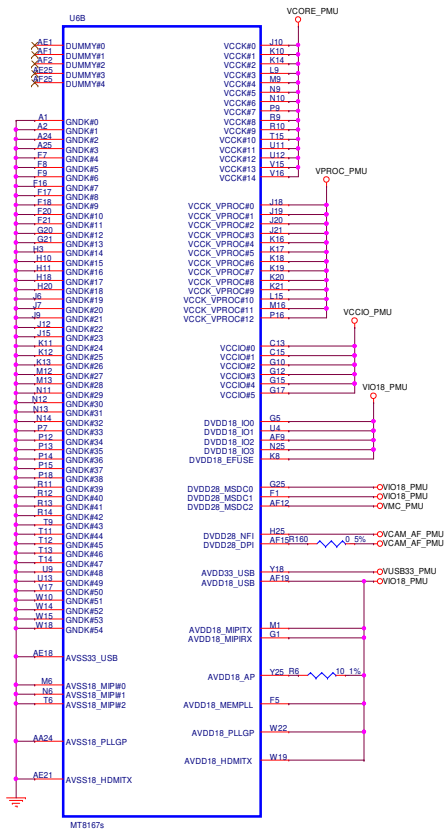 U6B
AE1 DUMMY#0
AF1 DUMMY#1
AF2 DUMMY#2
AE25 DUMMY#3
AF25 DUMMY#4
A1 GNDK#0
A2 GNDK#1
A24 GNDK#2
A25 GNDK#3
F7 GNDK#4
F8 GNDK#5
F9 GNDK#6
F16 GNDK#7
F17 GNDK#8
F18 GNDK#9
F20 GNDK#10
F21 GNDK#11
G20 GNDK#12
G21 GNDK#13
H3 GNDK#14
H10 GNDK#15
H11 GNDK#16
H18 GNDK#17
H20 GNDK#18
J6 GNDK#19
J7 GNDK#20
J9 GNDK#21
J12 GNDK#22
J15 GNDK#23
K11 GNDK#24
K12 GNDK#25
K13 GNDK#26
M12 GNDK#27
M13 GNDK#28
N11 GNDK#29
N12 GNDK#30
N13 GNDK#31
N14 GNDK#32
P7 GNDK#33
P12 GNDK#34
P13 GNDK#35
P14 GNDK#36
P15 GNDK#37
P18 GNDK#38
R11 GNDK#39
R12 GNDK#40
R13 GNDK#41
R14 GNDK#42
T9 GNDK#43
T11 GNDK#44
T12 GNDK#45
T13 GNDK#46
T14 GNDK#47
U9 GNDK#48
U13 GNDK#49
V17 GNDK#50
W10 GNDK#51
W14 GNDK#52
W15 GNDK#53
W18 GNDK#54
AE18 AVSS33_USB
M6 AVSS18_MIPI#0
N6 AVSS18_MIPI#1
T6 AVSS18_MIPI#2
AA24 AVSS18_PLLGP
AE21 AVSS18_HDMITX
VCORE_PMU
VCCK#0 J10
VCCK#1 K10
VCCK#2 K14
VCCK#3 L9
VCCK#4 M9
VCCK#5 N9
VCCK#6 N10
VCCK#7 P9
VCCK#8 R9
VCCK#9 R10
VCCK#10 T15
VCCK#11 U11
VCCK#12 U12
VCCK#13 V15
VCCK#14 V16
VPROC_PMU
VCCK_VPROC#0 J18
VCCK_VPROC#1 J19
VCCK_VPROC#2 J20
VCCK_VPROC#3 J21
VCCK_VPROC#4 K16
VCCK_VPROC#5 K17
VCCK_VPROC#6 K18
VCCK_VPROC#7 K19
VCCK_VPROC#8 K20
VCCK_VPROC#9 K21
VCCK_VPROC#10 L15
VCCK_VPROC#11 M16
VCCK_VPROC#12 P16
VCCIO_PMU
VCCIO#0 C13
VCCIO#1 C15
VCCIO#2 G10
VCCIO#3 G12
VCCIO#4 G15
VCCIO#5 G17
VIO18_PMU
DVDD18_IO0 G5
DVDD18_IO1 U4
DVDD18_IO2 AF9
DVDD18_IO3 N25
DVDD18_EFUSE K8
DVDD28_MSDC0 G25 VIO18_PMU
DVDD28_MSDC1 F1 VIO18_PMU
DVDD28_MSDC2 AF12 VMC_PMU
DVDD28_NFI H25 VCAM_AF_PMU
DVDD28_DPI AF15 R160 0_5% VCAM_AF_PMU
AVDD33_USB Y18 VUSB33_PMU
AVDD18_USB AF19 VIO18_PMU
AVDD18_MIPITX M1
AVDD18_MIPIRX G1
AVDD18_AP Y25 R6 10_1%
AVDD18_MEMPLL F5
AVDD18_PLLGP W22
AVDD18_HDMITX W19
MT8167s